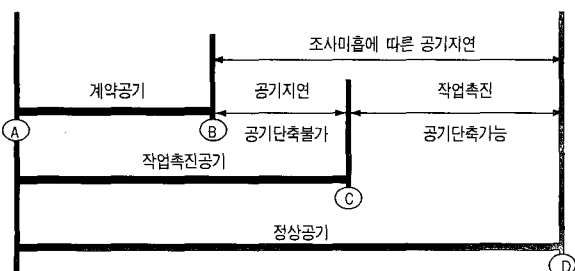 조사미흡에 따른 공기지연
계약공기 공기지연 작업촉진
A B 공기단축불가 공기단축가능
작업촉진공기
C
정상공기
D